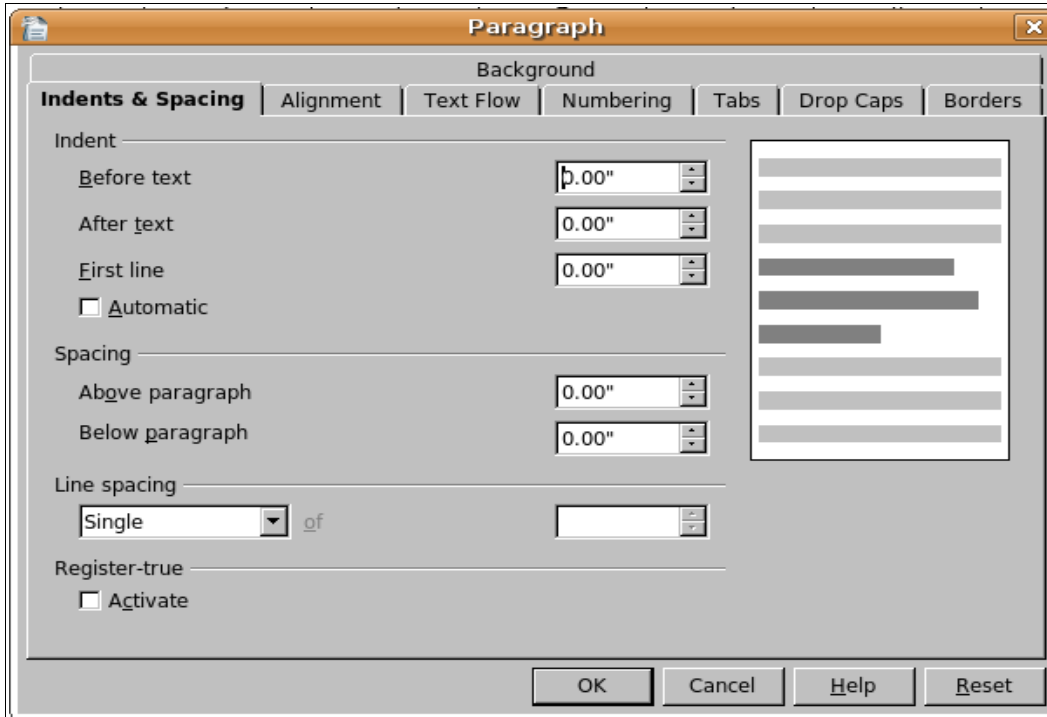 Paragraph
Background
Indents & Spacing Alignment Text Flow Numbering Tabs Drop Caps Borders
Indent
Before text 0.00"
After text 0.00"
First line 0.00"
Automatic
Spacing
Above paragraph 0.00"
Below paragraph 0.00"
Line spacing
Single of
Register-true
Activate
OK Cancel Help Reset